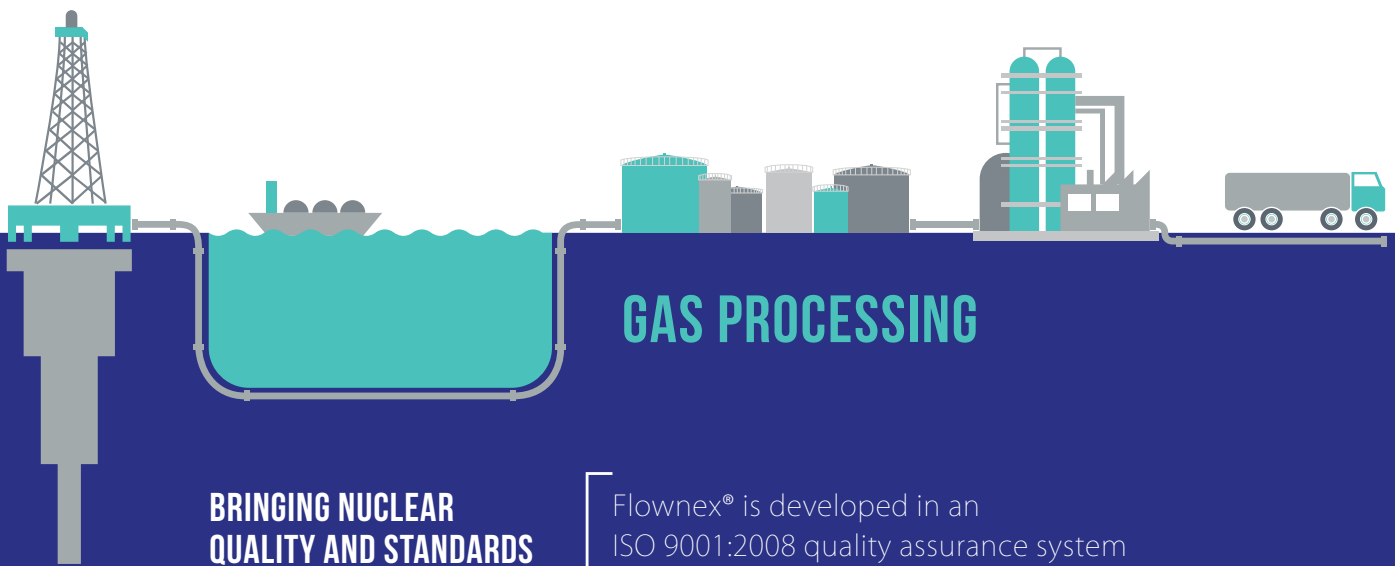 GAS PROCESSING
BRINGING NUCLEAR
QUALITY AND STANDARDS
Flownex® is developed in an
ISO 9001:2008 quality assurance system